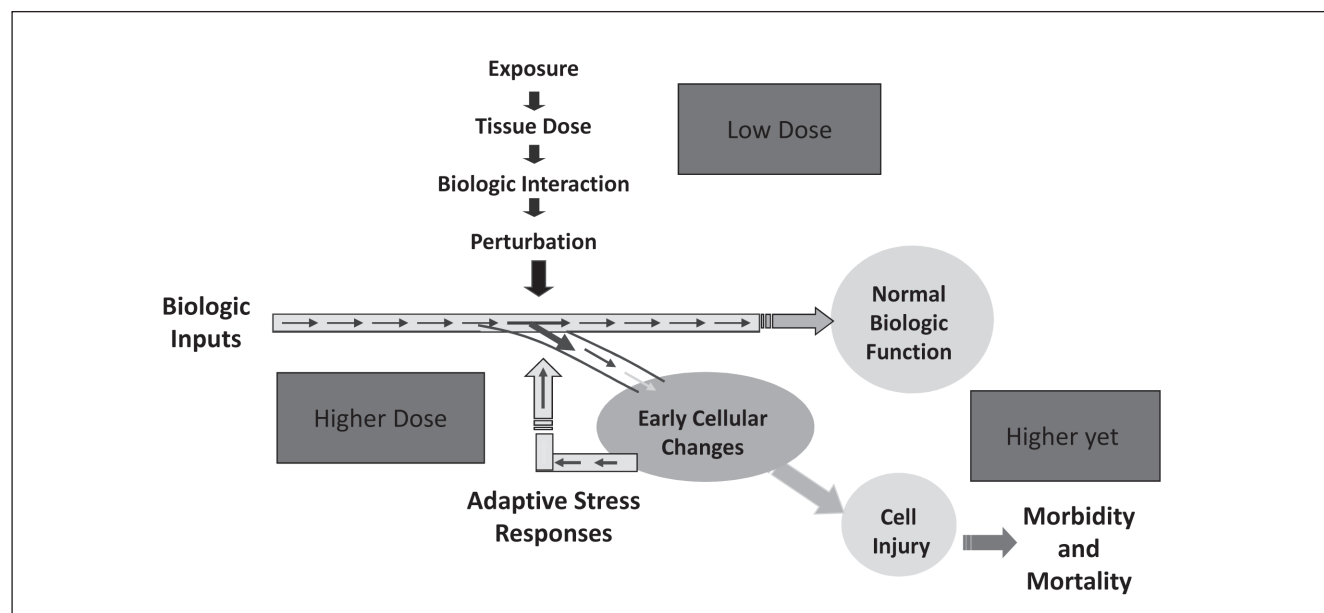 Exposure
Tissue Dose
Low Dose
Biologic Interaction
Perturbation
Biologic
Inputs
Normal
Biologic
Function
Higher Dose
Early Cellular
Changes
Higher yet
Adaptive Stress
Responses
Cell
Injury
Morbidity
and
Mortality